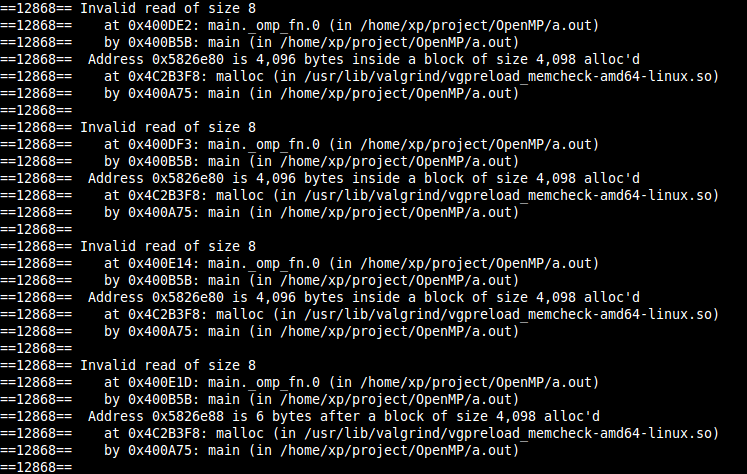 ==12868== Invalid read of size 8
==12868==    at 0x400DE2: main._omp_fn.0 (in /home/xp/project/OpenMP/a.out)
==12868==    by 0x400B5B: main (in /home/xp/project/OpenMP/a.out)
==12868==  Address 0x5826e80 is 4,096 bytes inside a block of size 4,098 alloc'd
==12868==    at 0x4C2B3F8: malloc (in /usr/lib/valgrind/vgpreload_memcheck-amd64-linux.so)
==12868==    by 0x400A75: main (in /home/xp/project/OpenMP/a.out)
==12868==
==12868== Invalid read of size 8
==12868==    at 0x400DF3: main._omp_fn.0 (in /home/xp/project/OpenMP/a.out)
==12868==    by 0x400B5B: main (in /home/xp/project/OpenMP/a.out)
==12868==  Address 0x5826e80 is 4,096 bytes inside a block of size 4,098 alloc'd
==12868==    at 0x4C2B3F8: malloc (in /usr/lib/valgrind/vgpreload_memcheck-amd64-linux.so)
==12868==    by 0x400A75: main (in /home/xp/project/OpenMP/a.out)
==12868==
==12868== Invalid read of size 8
==12868==    at 0x400E14: main._omp_fn.0 (in /home/xp/project/OpenMP/a.out)
==12868==    by 0x400B5B: main (in /home/xp/project/OpenMP/a.out)
==12868==  Address 0x5826e80 is 4,096 bytes inside a block of size 4,098 alloc'd
==12868==    at 0x4C2B3F8: malloc (in /usr/lib/valgrind/vgpreload_memcheck-amd64-linux.so)
==12868==    by 0x400A75: main (in /home/xp/project/OpenMP/a.out)
==12868==
==12868== Invalid read of size 8
==12868==    at 0x400E1D: main._omp_fn.0 (in /home/xp/project/OpenMP/a.out)
==12868==    by 0x400B5B: main (in /home/xp/project/OpenMP/a.out)
==12868==  Address 0x5826e88 is 6 bytes after a block of size 4,098 alloc'd
==12868==    at 0x4C2B3F8: malloc (in /usr/lib/valgrind/vgpreload_memcheck-amd64-linux.so)
==12868==    by 0x400A75: main (in /home/xp/project/OpenMP/a.out)
==12868==